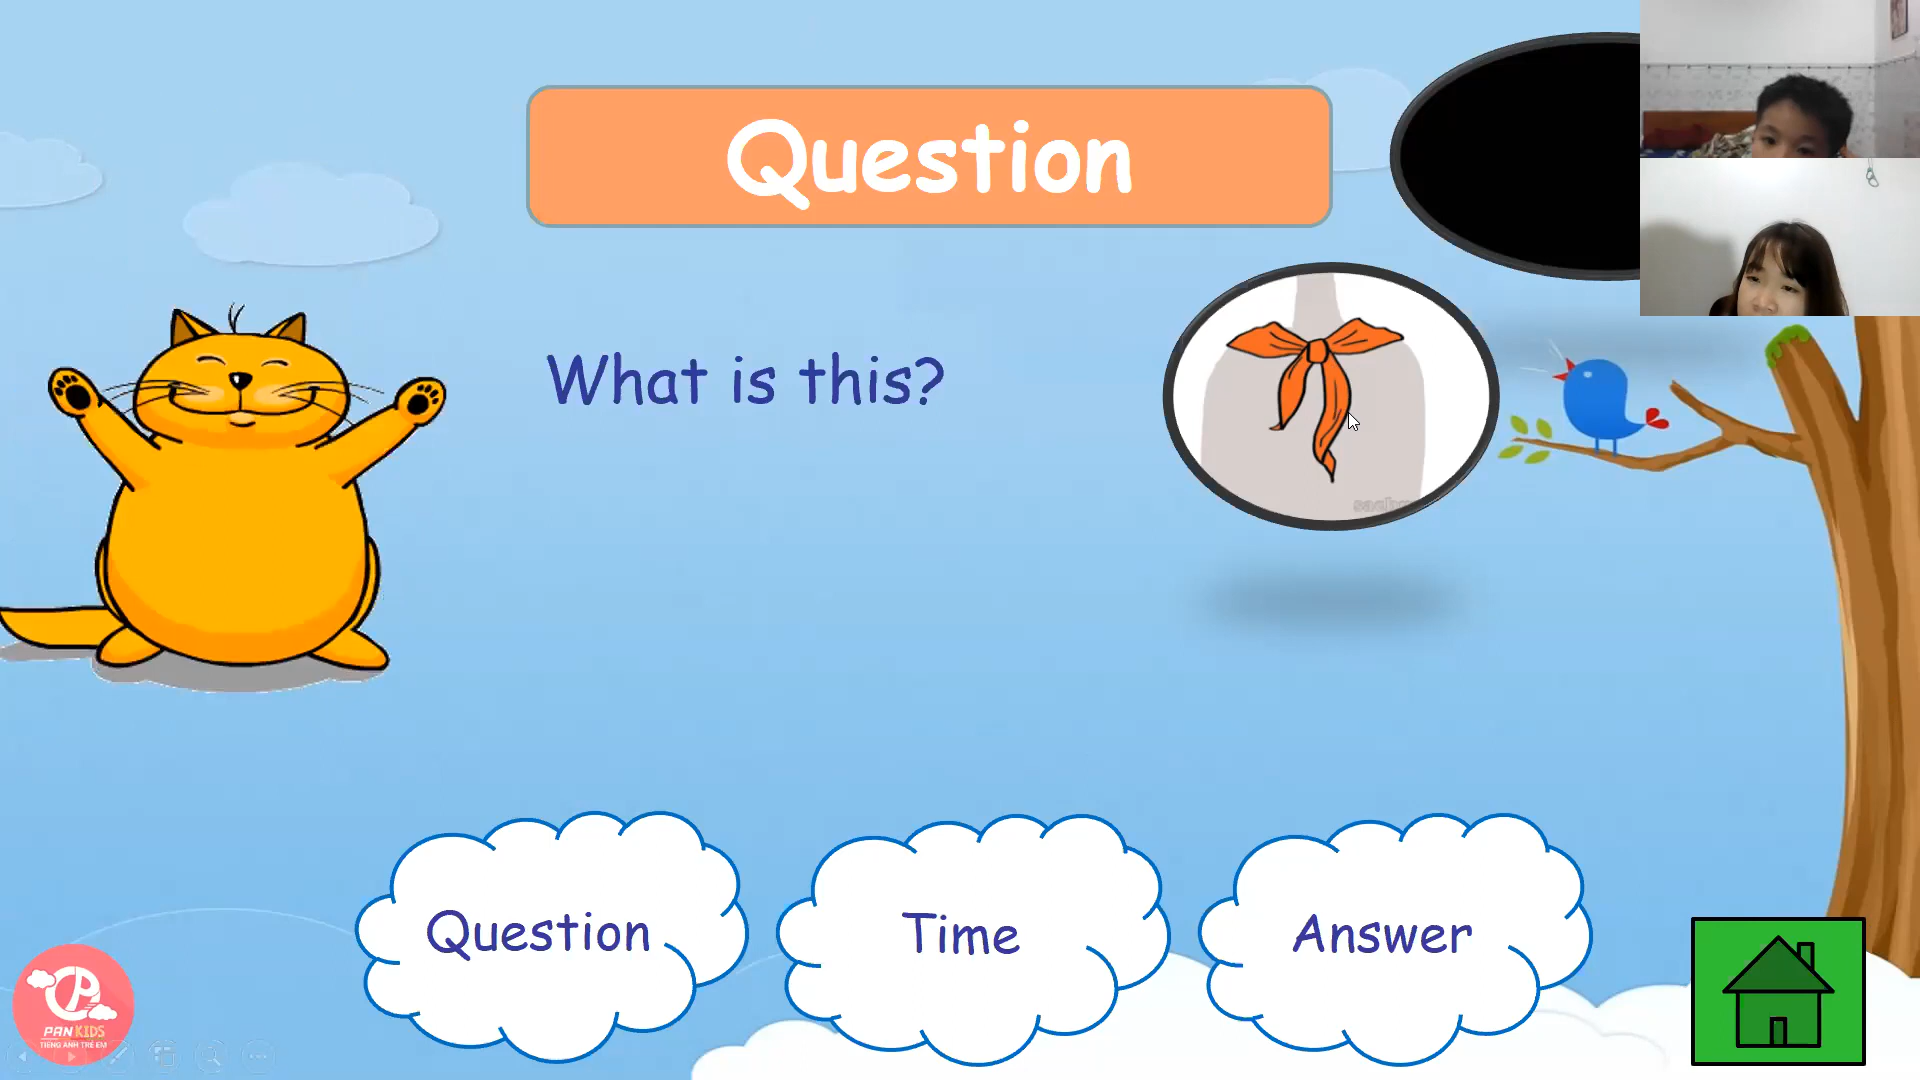 Question
What is this?
Question
Time
Answer
PAN KIDS
TIẾNG ANH TRẺ EM